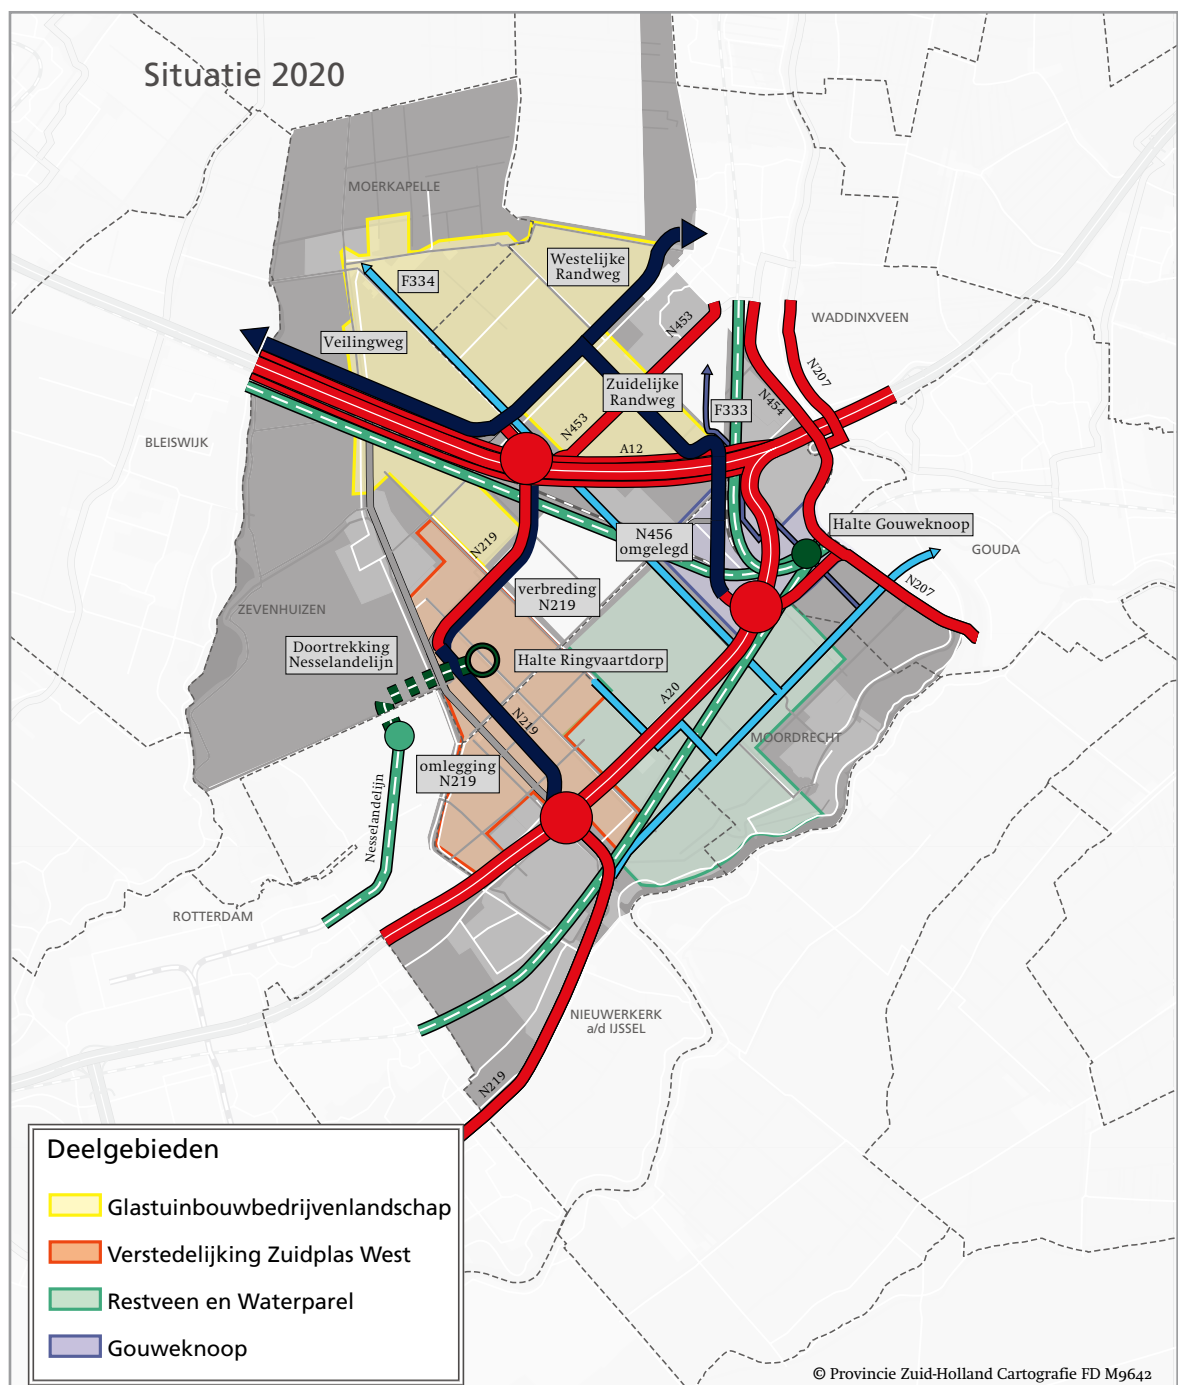 Situatie 2020
MOERKAPELLE
Westelijke
Randweg
F334
N453
WADDINXVEEN
Veilingweg
N207
Zuidelijke
Randweg
N454
F333
N453
BLEISWIJK
A12
Halte Gouweknoop
N456
omgelegd
N219
GOUDA
N207
verbreding
N219
ZEVENHUIZEN
Doortrekking
Nesselandelijn
Halte Ringvaartdorp
A20
N219
MOORDRECHT
omlegging
N219
Nesselandelijn
ROTTERDAM
NIEUWERKERK
a/d IJSSEL
N219
Deelgebieden
Glastuinbouwbedrijvenlandschap
Verstedelijking Zuidplas West
Restveen en Waterparel
Gouweknoop
© Provincie Zuid-Holland Cartografie FD M9642